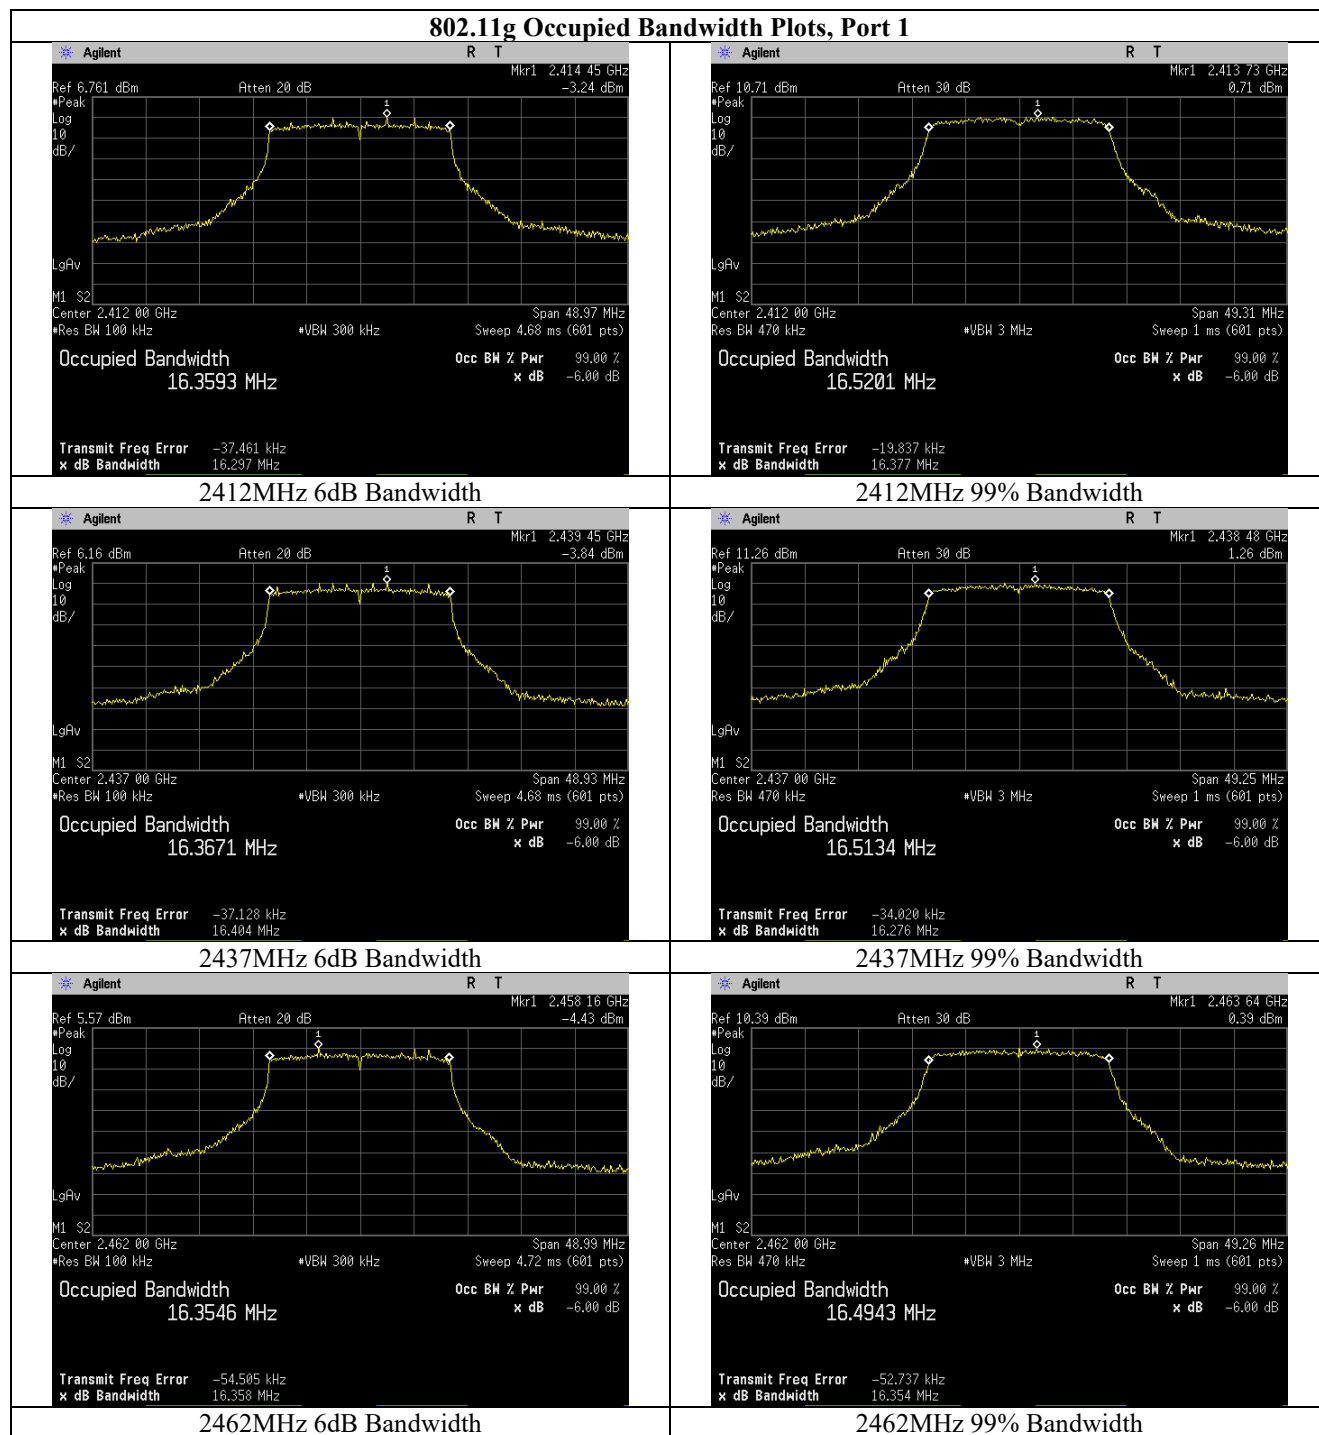 802.11g Occupied Bandwidth Plots, Port 1
Agilent R T
Mkr1 2.414 45 GHz
Ref 6.761 dBm Atten 20 dB -3.24 dBm
#Peak
1
Log
10
dB/
LgAv
M1 S2
Center 2.412 00 GHz Span 48.97 MHz
#Res BW 100 kHz #VBW 300 kHz Sweep 4.68 ms (601 pts)
Occupied Bandwidth Occ BW % Pwr 99.00 %
16.3593 MHz x dB -6.00 dB
Transmit Freq Error -37.461 kHz
x dB Bandwidth 16.297 MHz
2412MHz 6dB Bandwidth
Agilent R T
Mkr1 2.413 73 GHz
Ref 10.71 dBm Atten 30 dB 0.71 dBm
#Peak
1
Log
10
dB/
LgAv
M1 S2
Center 2.412 00 GHz Span 49.31 MHz
Res BW 470 kHz #VBW 3 MHz Sweep 1 ms (601 pts)
Occupied Bandwidth Occ BW % Pwr 99.00 %
16.5201 MHz x dB -6.00 dB
Transmit Freq Error -19.837 kHz
x dB Bandwidth 16.377 MHz
2412MHz 99% Bandwidth
Agilent R T
Mkr1 2.439 45 GHz
Ref 6.16 dBm Atten 20 dB -3.84 dBm
#Peak
1
Log
10
dB/
LgAv
M1 S2
Center 2.437 00 GHz Span 48.93 MHz
#Res BW 100 kHz #VBW 300 kHz Sweep 4.68 ms (601 pts)
Occupied Bandwidth Occ BW % Pwr 99.00 %
16.3671 MHz x dB -6.00 dB
Transmit Freq Error -37.128 kHz
x dB Bandwidth 16.404 MHz
2437MHz 6dB Bandwidth
Agilent R T
Mkr1 2.438 48 GHz
Ref 11.26 dBm Atten 30 dB 1.26 dBm
#Peak
1
Log
10
dB/
LgAv
M1 S2
Center 2.437 00 GHz Span 49.25 MHz
Res BW 470 kHz #VBW 3 MHz Sweep 1 ms (601 pts)
Occupied Bandwidth Occ BW % Pwr 99.00 %
16.5134 MHz x dB -6.00 dB
Transmit Freq Error -34.020 kHz
x dB Bandwidth 16.276 MHz
2437MHz 99% Bandwidth
Agilent R T
Mkr1 2.458 16 GHz
Ref 5.57 dBm Atten 20 dB -4.43 dBm
#Peak
1
Log
10
dB/
LgAv
M1 S2
Center 2.462 00 GHz Span 48.99 MHz
#Res BW 100 kHz #VBW 300 kHz Sweep 4.72 ms (601 pts)
Occupied Bandwidth Occ BW % Pwr 99.00 %
16.3546 MHz x dB -6.00 dB
Transmit Freq Error -54.505 kHz
x dB Bandwidth 16.358 MHz
2462MHz 6dB Bandwidth
Agilent R T
Mkr1 2.463 64 GHz
Ref 10.39 dBm Atten 30 dB 0.39 dBm
#Peak
1
Log
10
dB/
LgAv
M1 S2
Center 2.462 00 GHz Span 49.26 MHz
Res BW 470 kHz #VBW 3 MHz Sweep 1 ms (601 pts)
Occupied Bandwidth Occ BW % Pwr 99.00 %
16.4943 MHz x dB -6.00 dB
Transmit Freq Error -52.737 kHz
x dB Bandwidth 16.354 MHz
2462MHz 99% Bandwidth